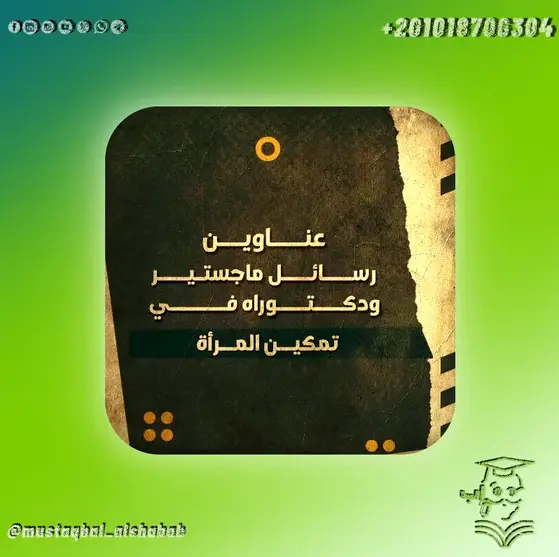 +201018706304
عناوين
رسائل ماجستير
ودكتوراه في
تمكين المرأة
@mustaqbal_alshabab